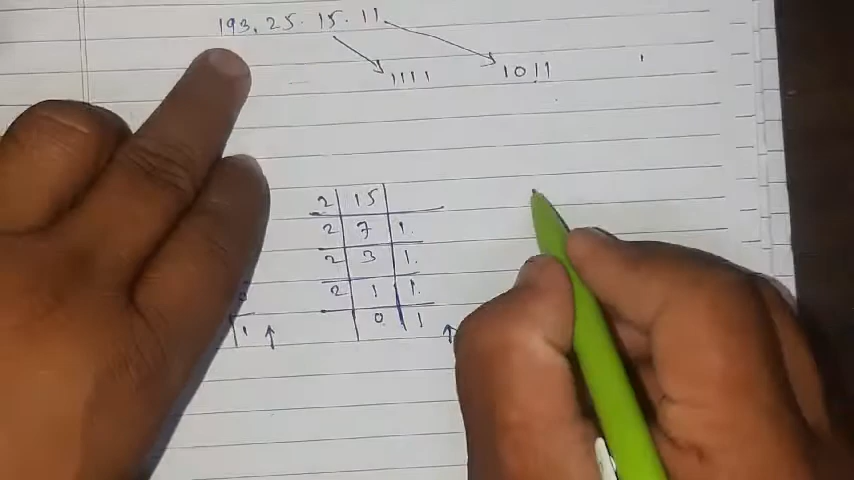 193.25.15.11
1111 1011
2 15
2 7 1
2 3 1
2 1 1
0 1
1 ↑ ↑